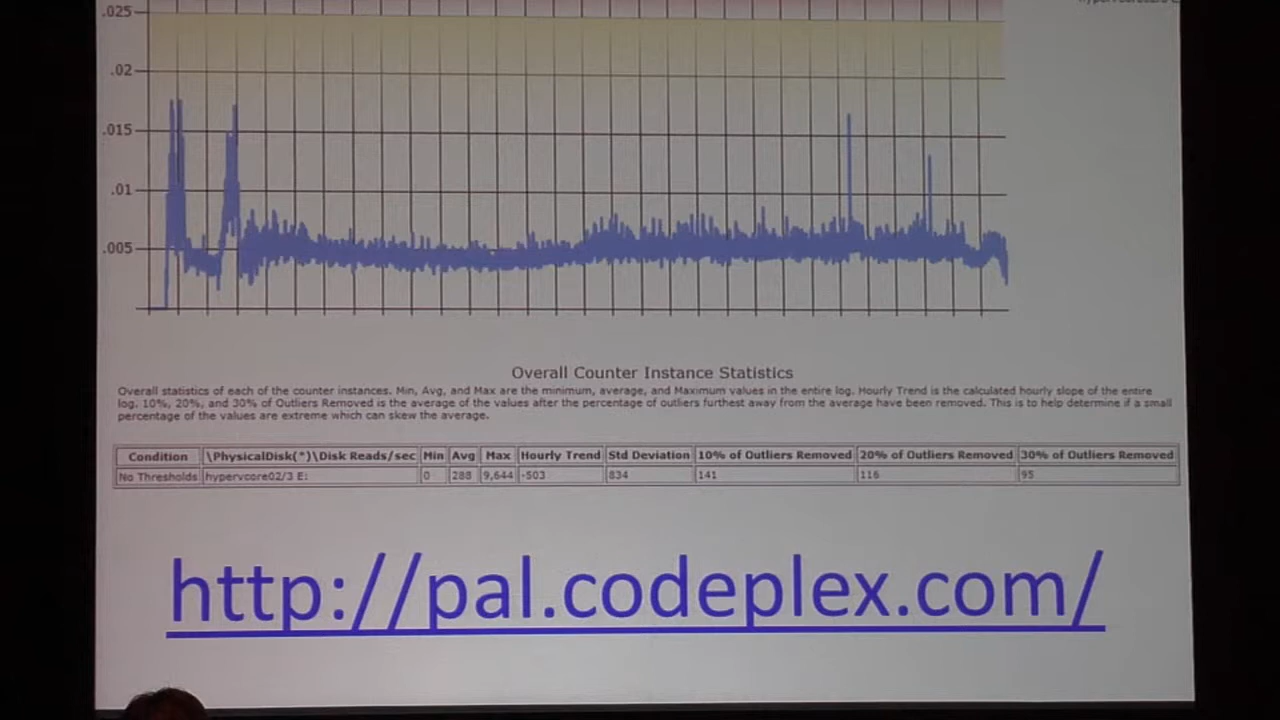 .025
.02
.015
.01
.005
Overall Counter Instance Statistics
Overall statistics of each of the counter instances. Min, Avg, and Max are the minimum, average, and Maximum values in the entire log. Hourly Trend is the calculated hourly slope of the entire
log. 10%, 20%, and 30% of Outliers Removed is the average of the values after the percentage of outliers furthest away from the average have been removed. This is to help determine if a small
percentage of the values are extreme which can skew the average.
Condition \PhysicalDisk(*)\Disk Reads/sec Min Avg Max Hourly Trend Std Deviation 10% of Outliers Removed 20% of Outliers Removed 30% of Outliers Removed
No Thresholds hypervcore02/3 E: 0 288 9,644 -503 834 141 116 95
http://pal.codeplex.com/